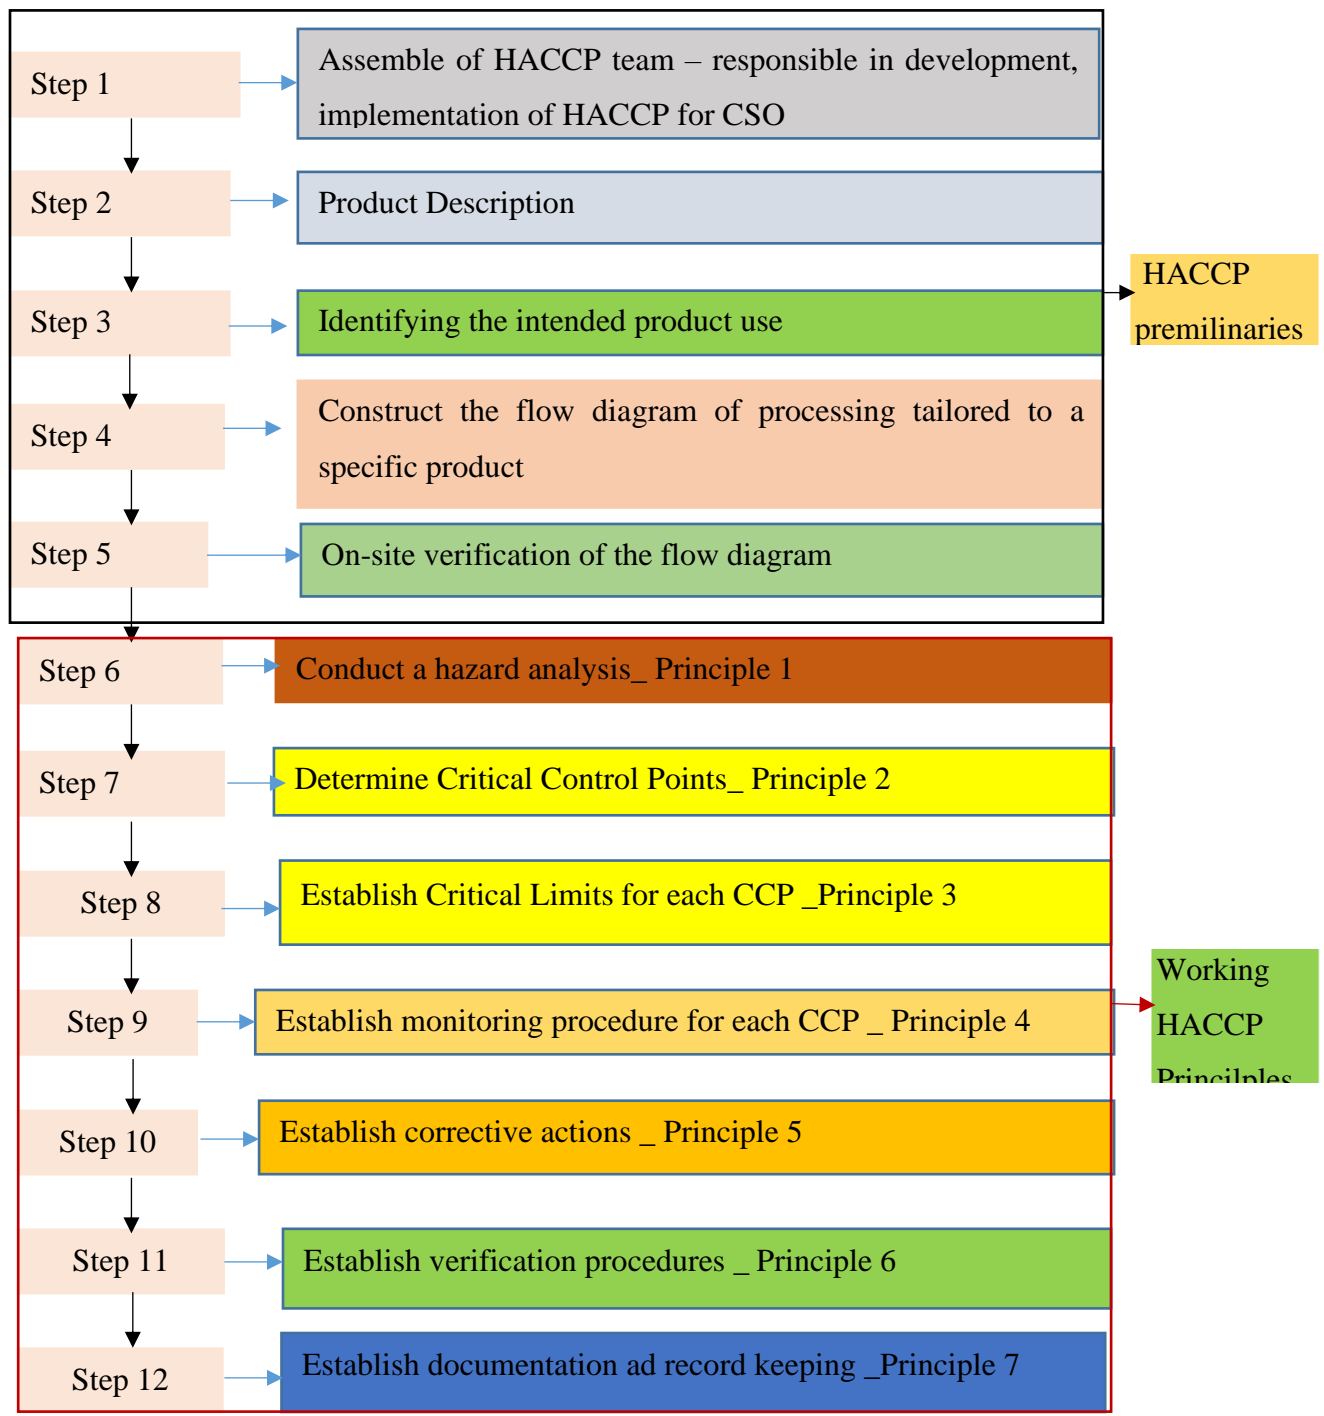 Step 1
Assemble of HACCP team – responsible in development,
implementation of HACCP for CSO
Step 2
Product Description
Step 3
Identifying the intended product use
HACCP
premilinaries
Step 4
Construct the flow diagram of processing tailored to a
specific product
Step 5
On-site verification of the flow diagram
Step 6
Conduct a hazard analysis_ Principle 1
Step 7
Determine Critical Control Points_ Principle 2
Step 8
Establish Critical Limits for each CCP _Principle 3
Step 9
Establish monitoring procedure for each CCP _ Principle 4
Working
HACCP
Princilples
Step 10
Establish corrective actions _ Principle 5
Step 11
Establish verification procedures _ Principle 6
Step 12
Establish documentation ad record keeping _Principle 7